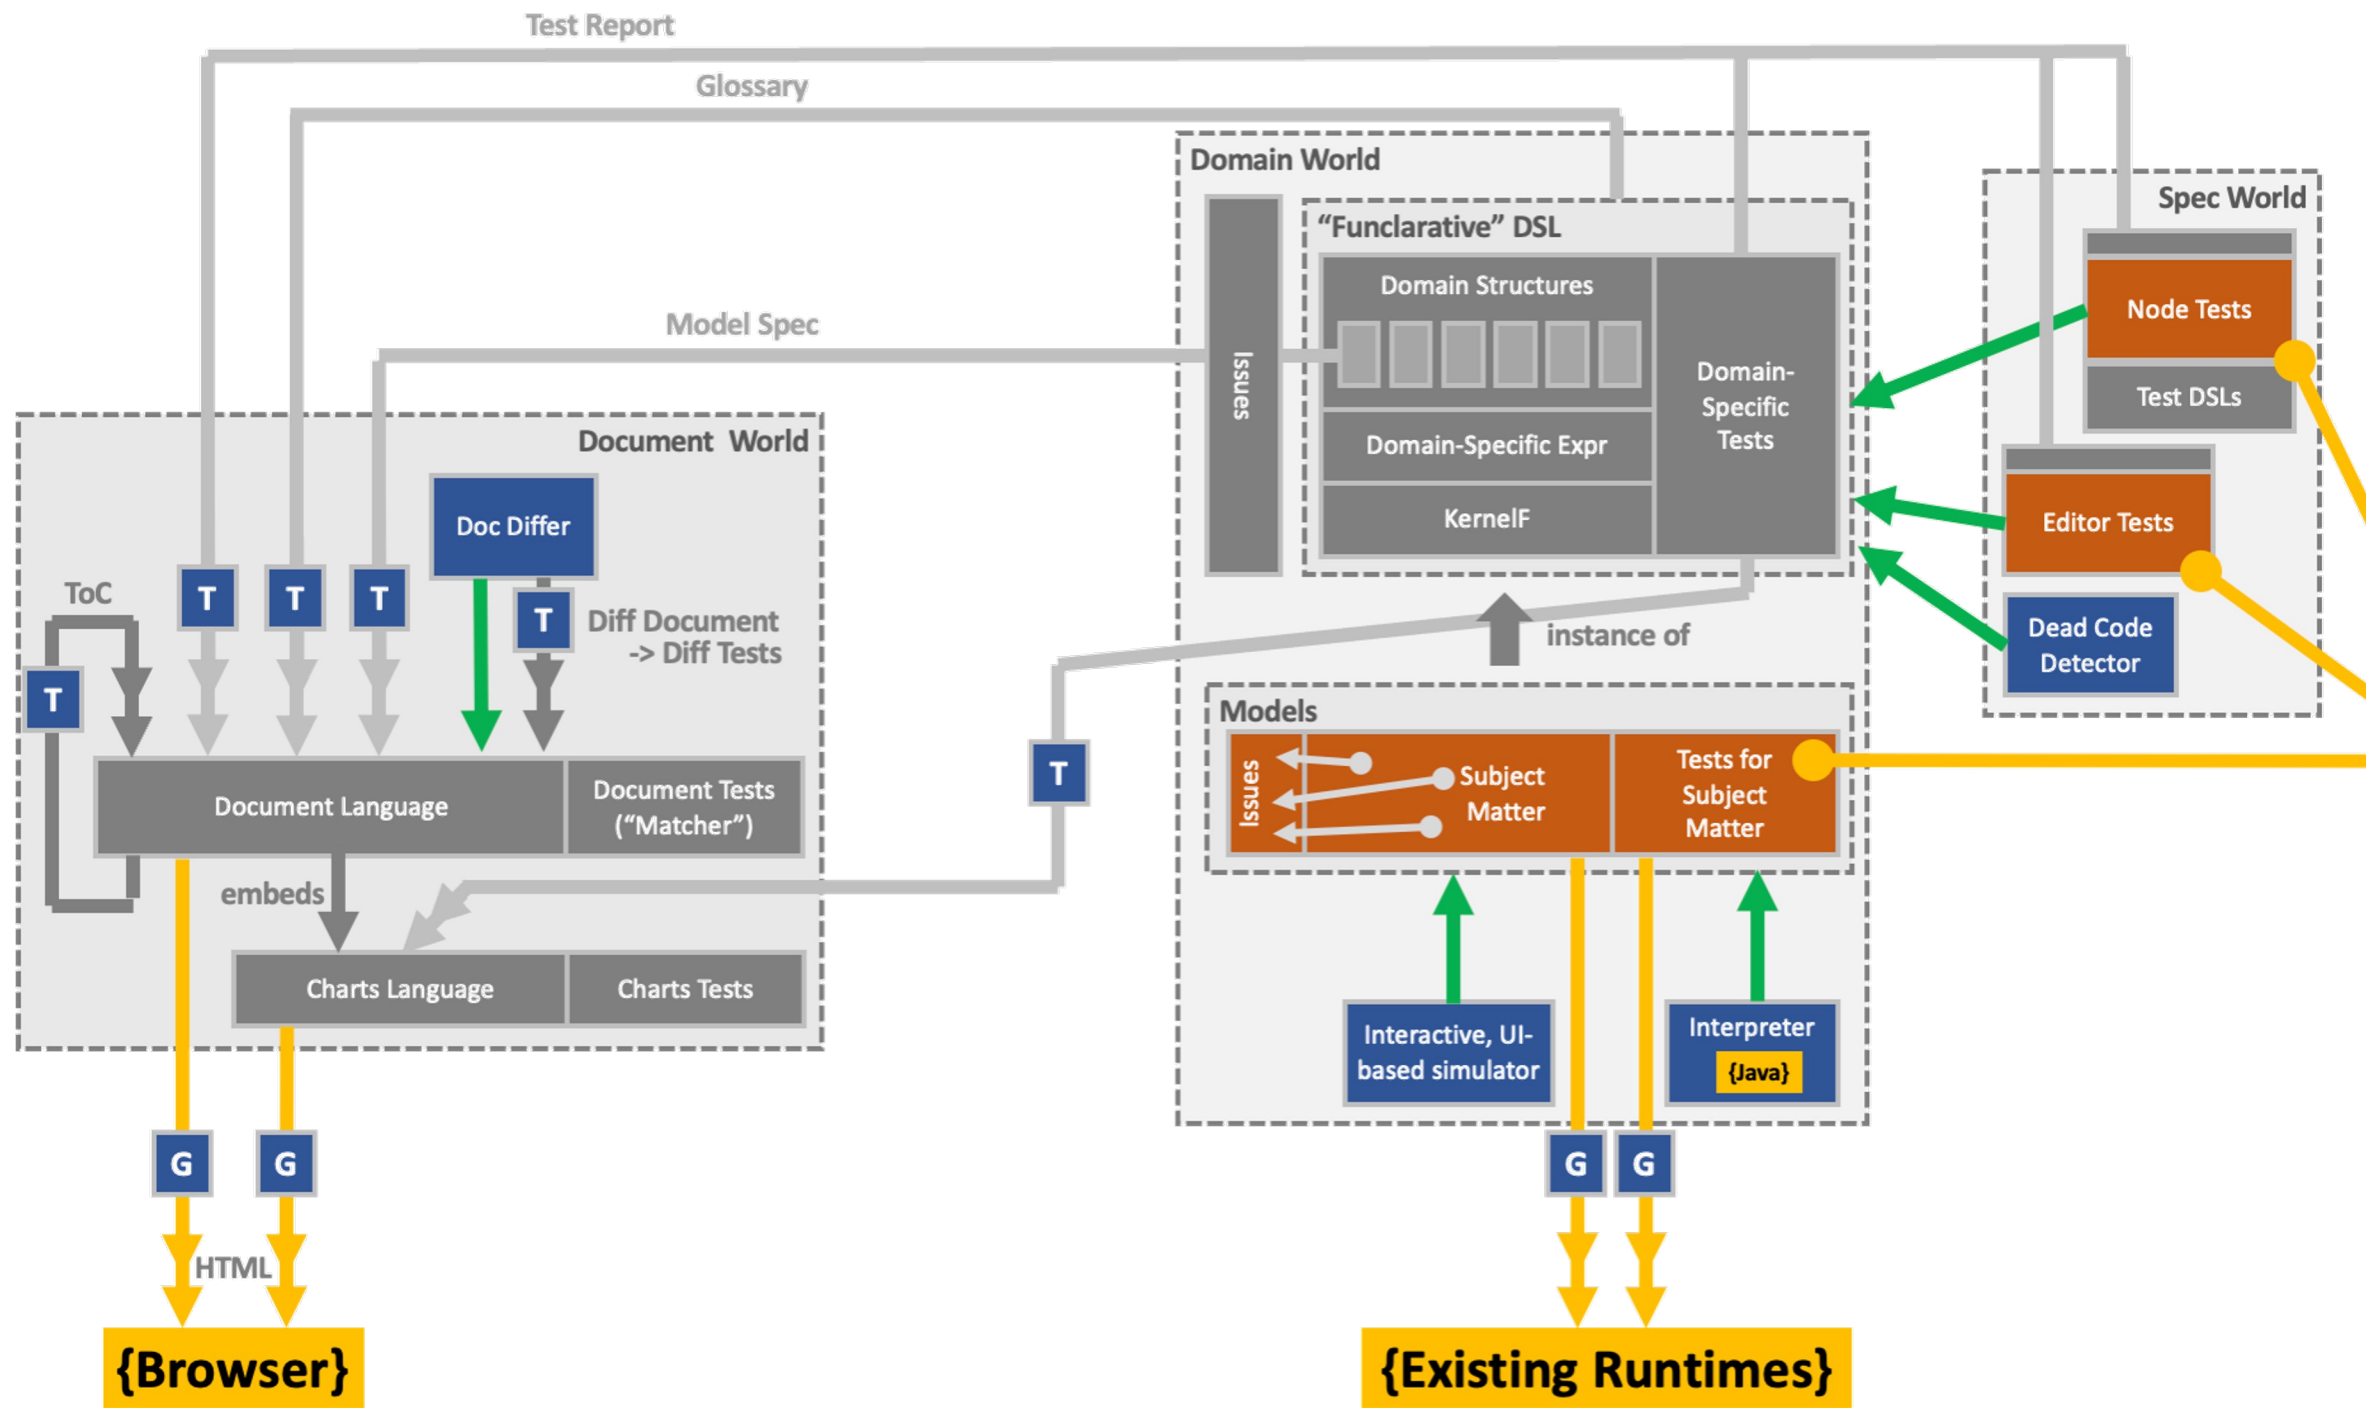 Test Report
Glossary
Model Spec
Document  World
Doc Differ
ToC
T
T
T
T
T
Diff Document
-> Diff Tests
Document Language
Document Tests
(“Matcher”)
embeds
Charts Language
Charts Tests
G
G
HTML
{Browser}
T
Domain World
Issues
“Funclarative” DSL
Domain Structures
Domain-Specific Expr
KernelF
Domain-
Specific
Tests
instance of
Models
Issues
Subject
Matter
Tests for
Subject
Matter
Interactive, UI-
based simulator
Interpreter
{Java}
G
G
{Existing Runtimes}
Spec World
Node Tests
Test DSLs
Editor Tests
Dead Code
Detector